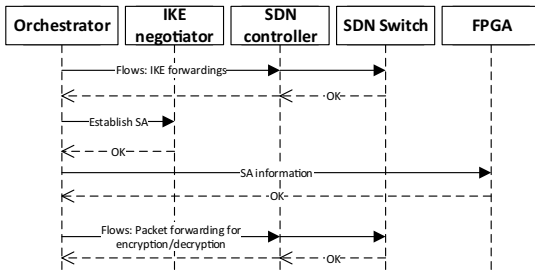 Orchestrator
IKE
negotiator
SDN
controller
SDN Switch
FPGA
Flows: IKE forwardings
OK
Establish SA
OK
SA information
OK
Flows: Packet forwarding for
encryption/decryption
OK